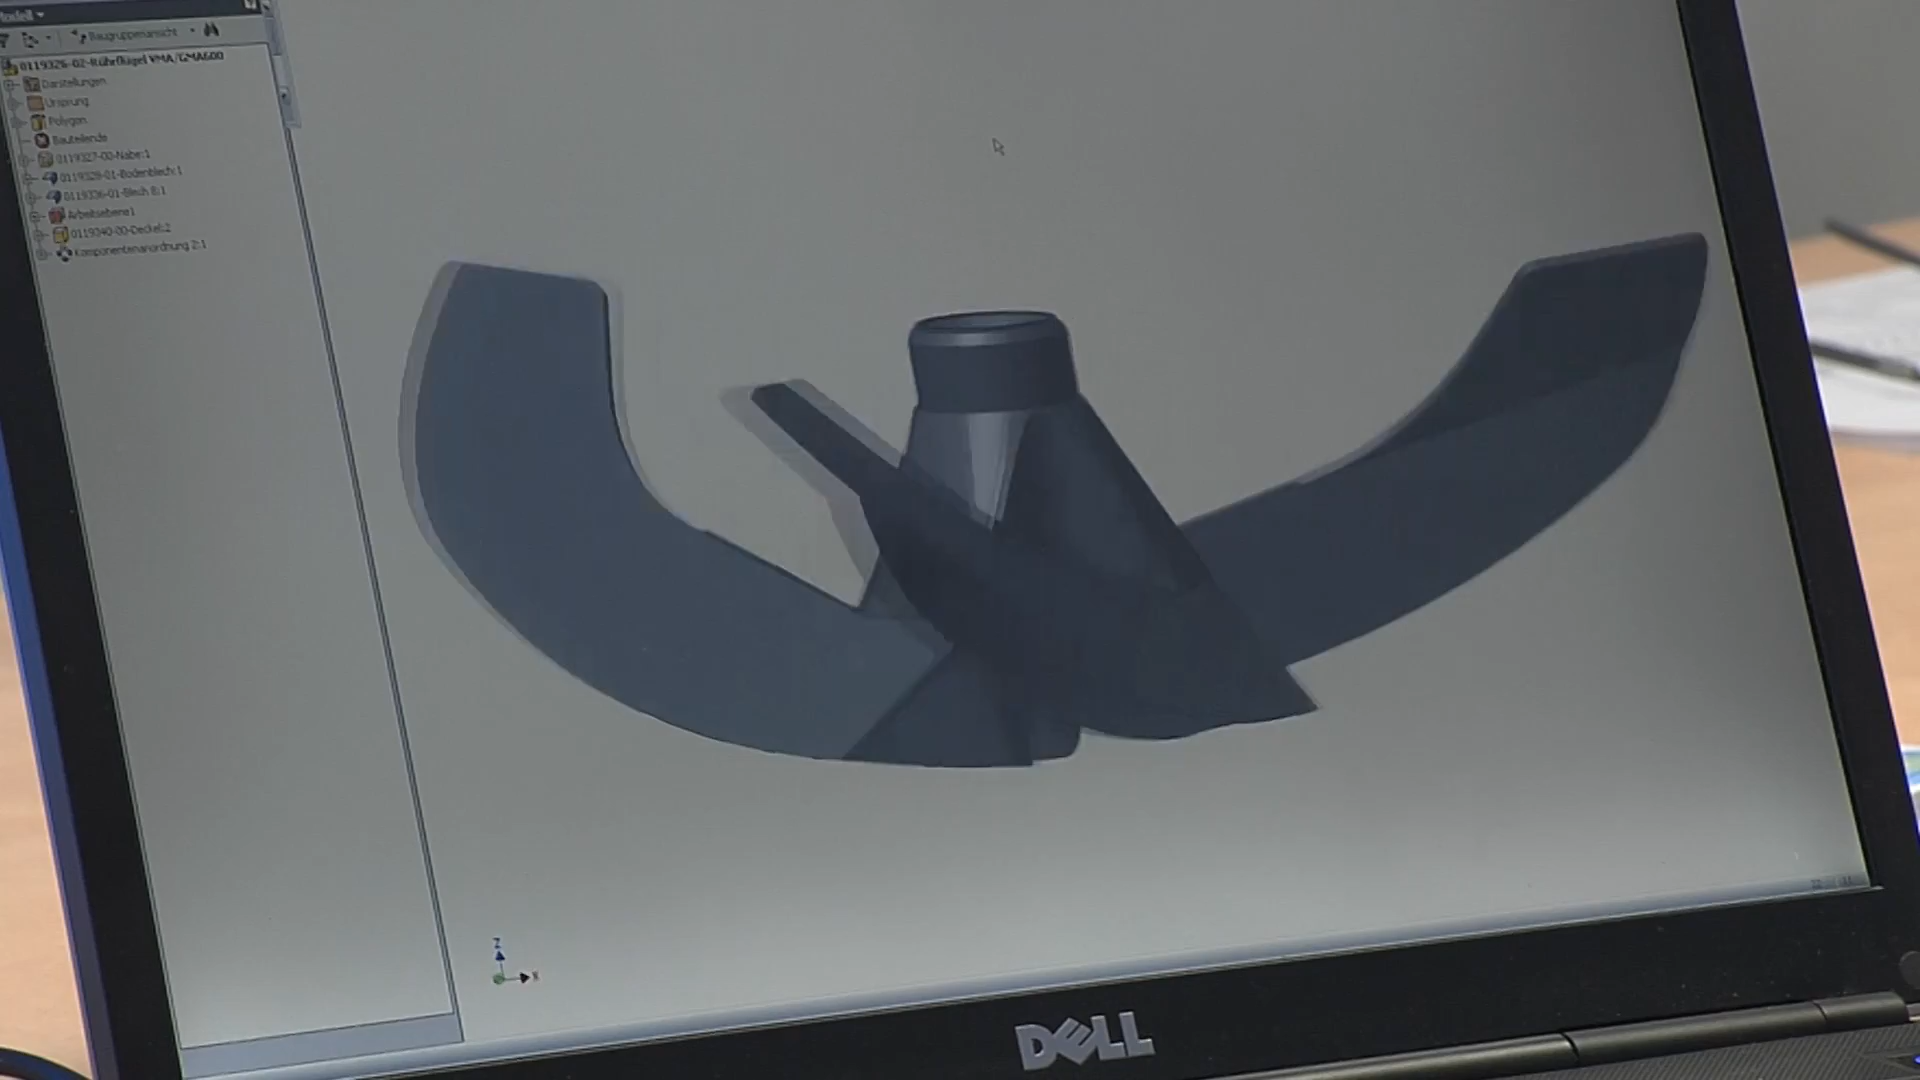 Modell
Baugruppenansicht
0119326-02-Rührflügel VMA/GMA600
Darstellungen
Ursprung
Polygon
Bauteilende
0119327-00-Nabe:1
0119328-01-Bodenblech:1
0119336-01-Blech 8:1
Arbeitsebene1
0119340-00-Deckel:2
Komponentenanordnung 2:1
Z
X
DELL